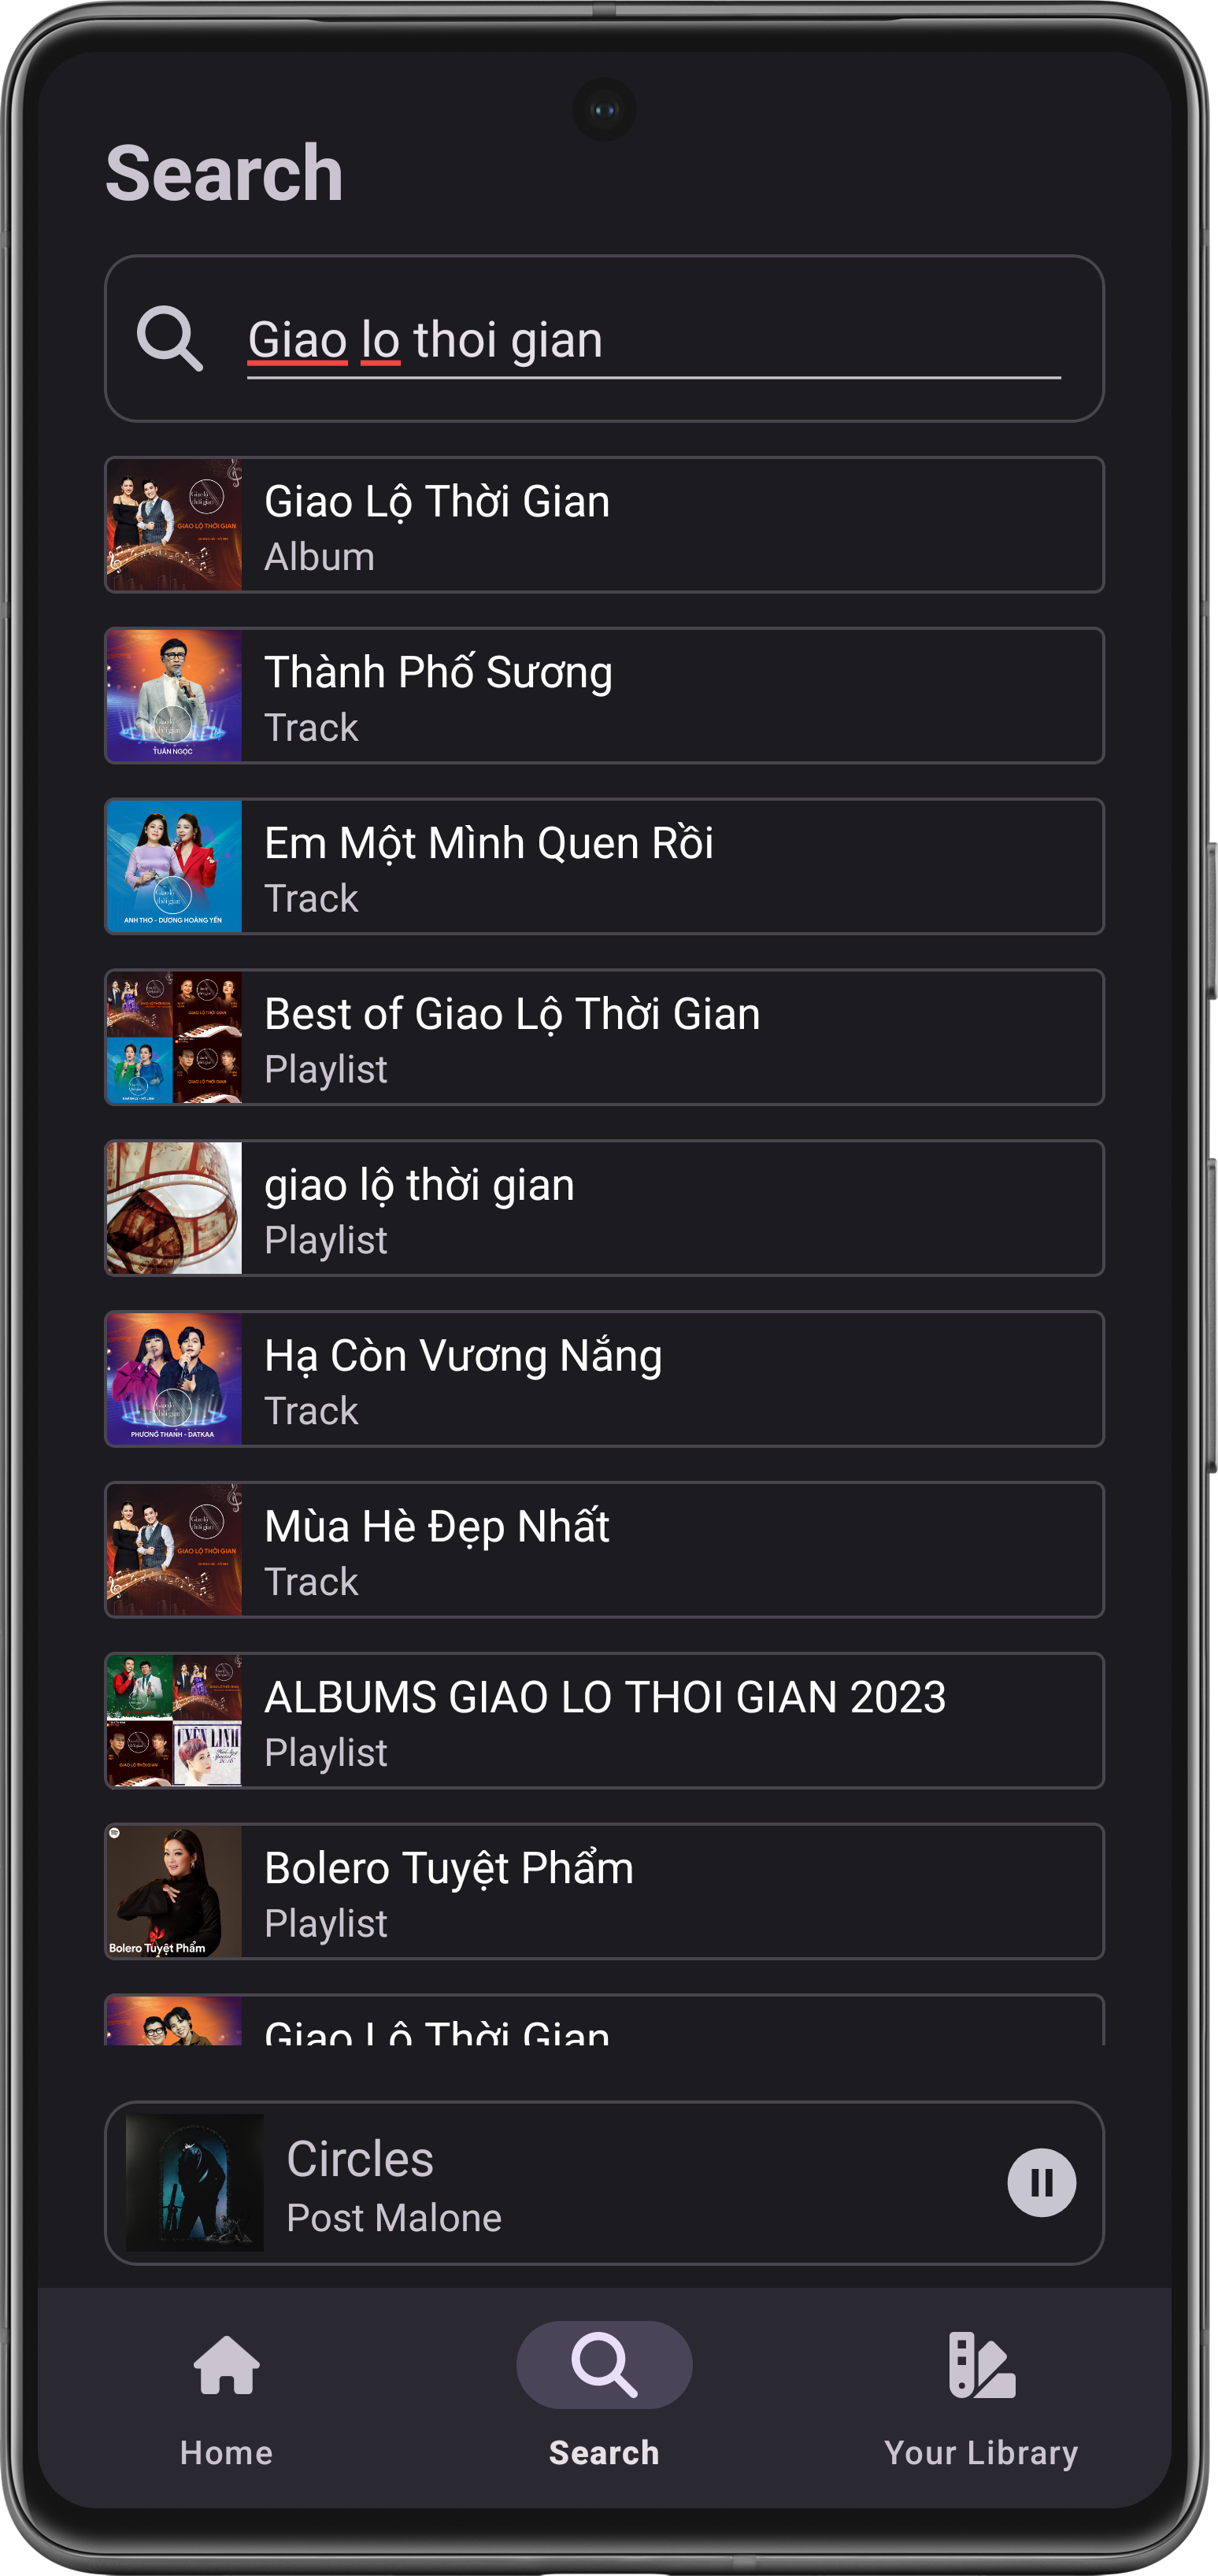 Search
Giao lo thoi gian
Giao Lộ Thời Gian
Album
GIAO LỘ THỜI GIAN
Thành Phố Sương
Track
TUẤN NGỌC
Em Một Mình Quen Rồi
Track
ANH THƠ - DƯƠNG HOÀNG YẾN
Best of Giao Lộ Thời Gian
Playlist
giao lộ thời gian
Playlist
Hạ Còn Vương Nắng
Track
PHƯƠNG THANH - DATKAA
Mùa Hè Đẹp Nhất
Track
GIAO LỘ THỜI GIAN
ALBUMS GIAO LO THOI GIAN 2023
Playlist
UYÊN LINH
Bolero Tuyệt Phẩm
Playlist
Bolero Tuyệt Phẩm
Giao Lộ Thời Gian
Circles
Post Malone
Home
Search
Your Library